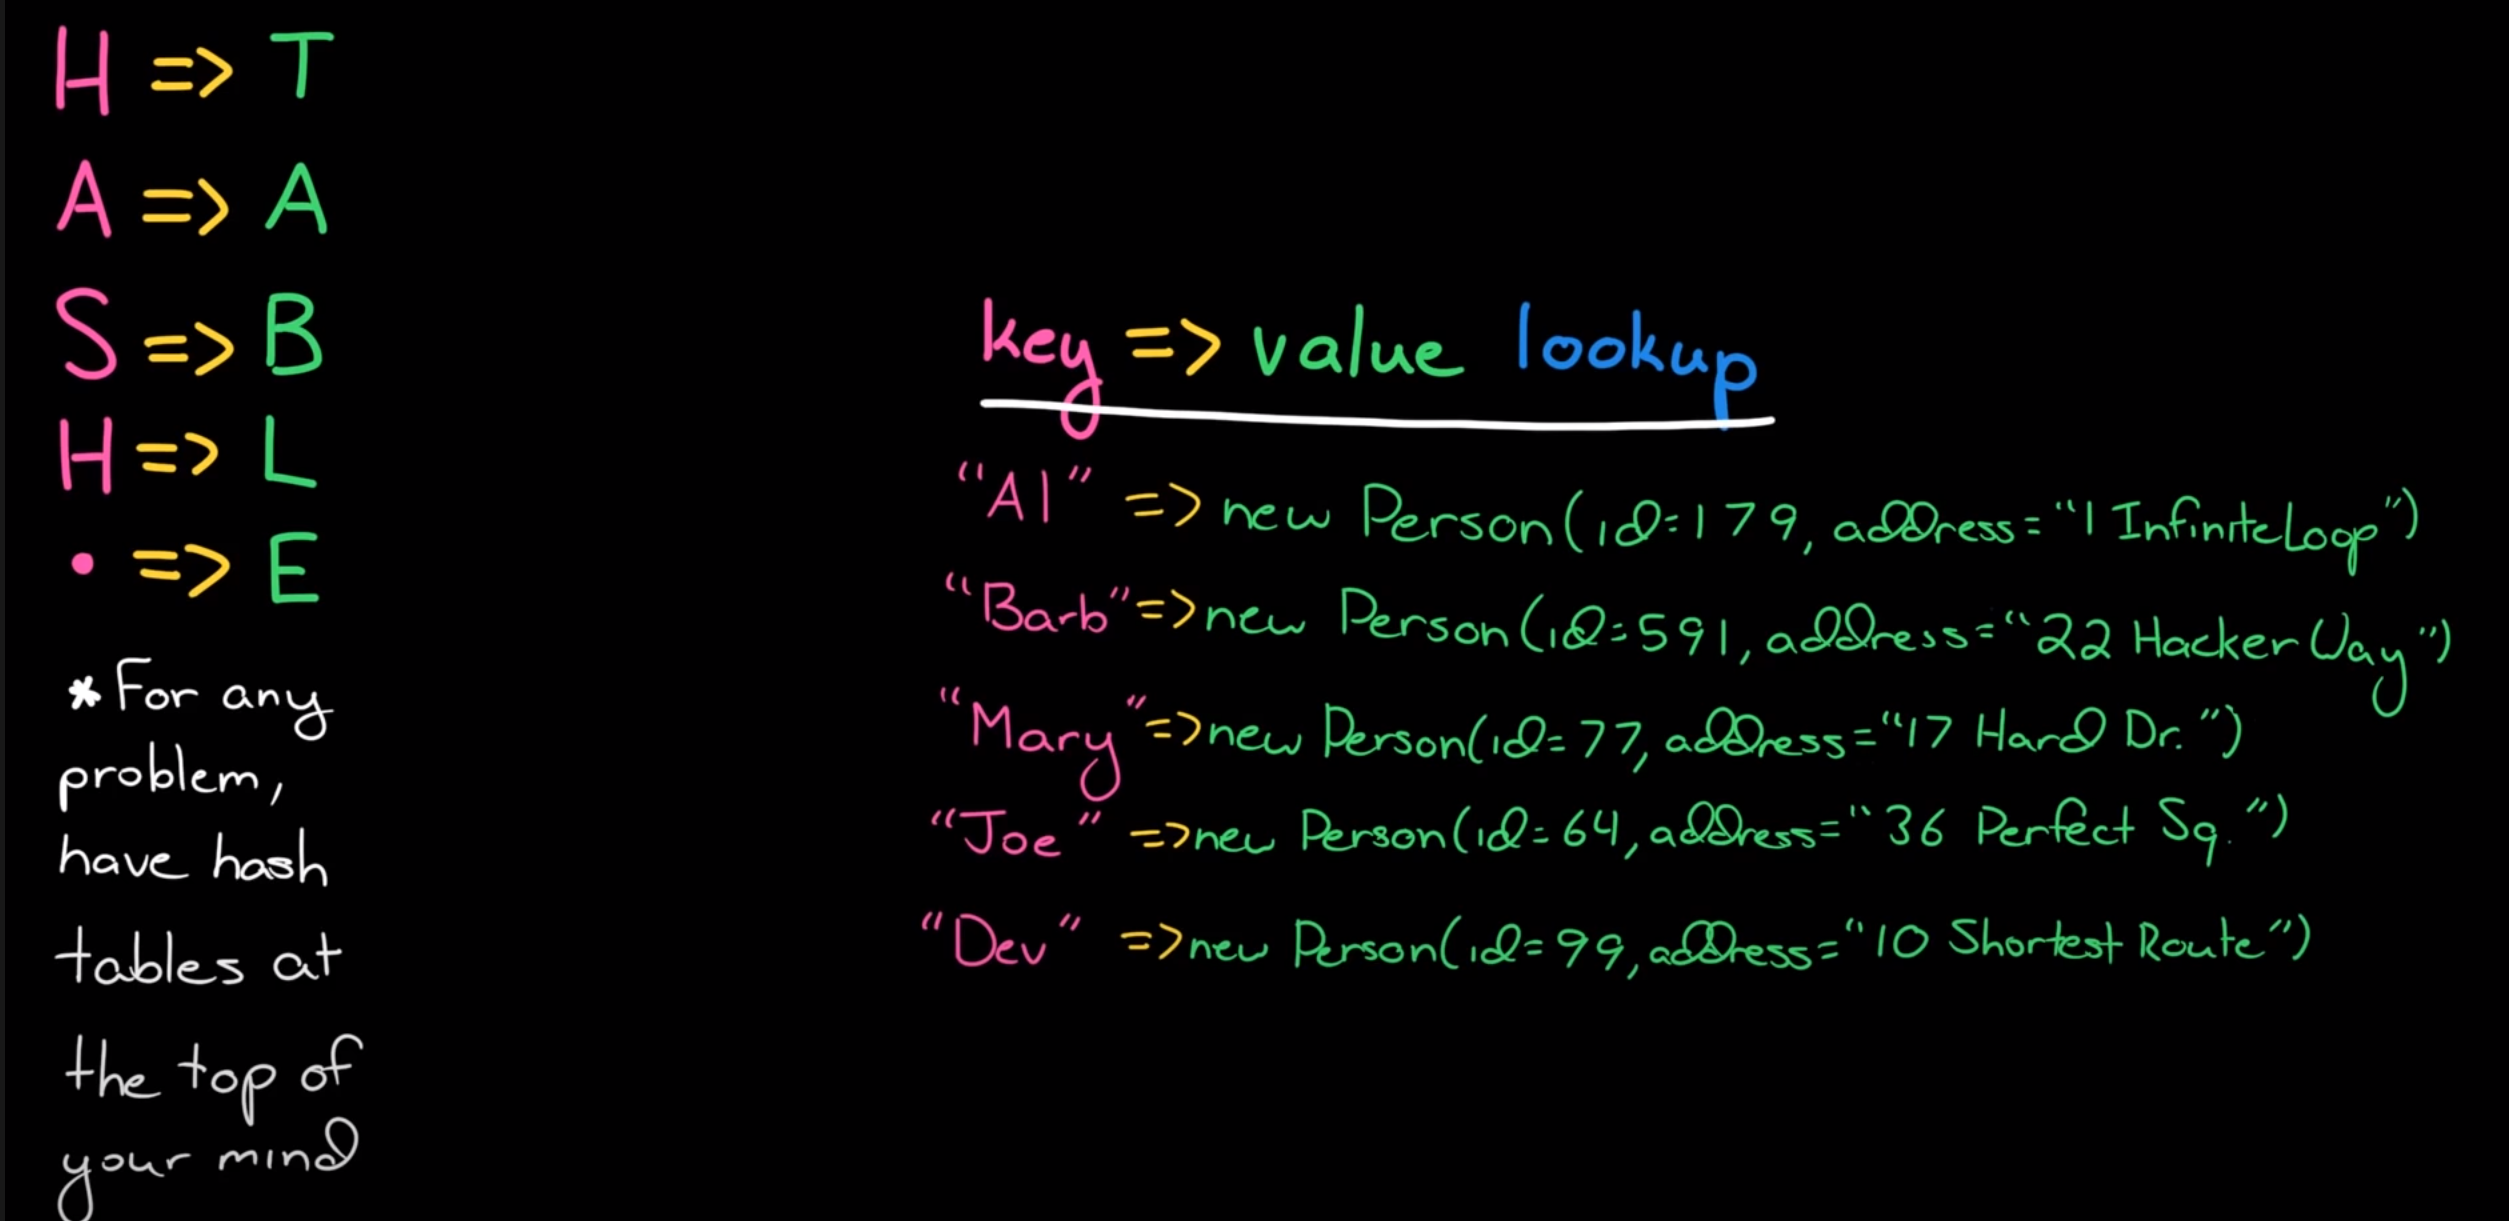 H => T
A => A
S => B
H => L
• => E
*For any
problem,
have hash
tables at
the top of
your mind
key => value lookup
"Al" => new Person(id=179, address="1 Infinite Loop")
"Barb" => new Person(id=591, address="22 Hacker Way")
"Mary" => new Person(id=77, address="17 Hard Dr.")
"Joe" => new Person(id=64, address="36 Perfect Sq.")
"Dev" => new Person(id=99, address="10 Shortest Route")